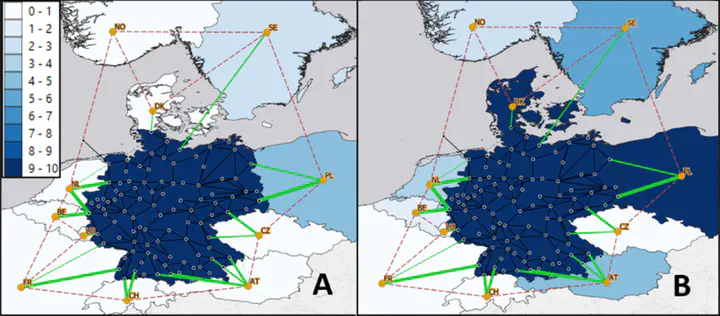 0 - 1
1 - 2
2 - 3
3 - 4
4 - 5
5 - 6
6 - 7
7 - 8
8 - 9
9 - 10
NO
SE
DK
NL
BE
PL
CZ
FR
CH
AT
A
NO
SE
DK
NL
BE
PL
CZ
FR
CH
AT
B